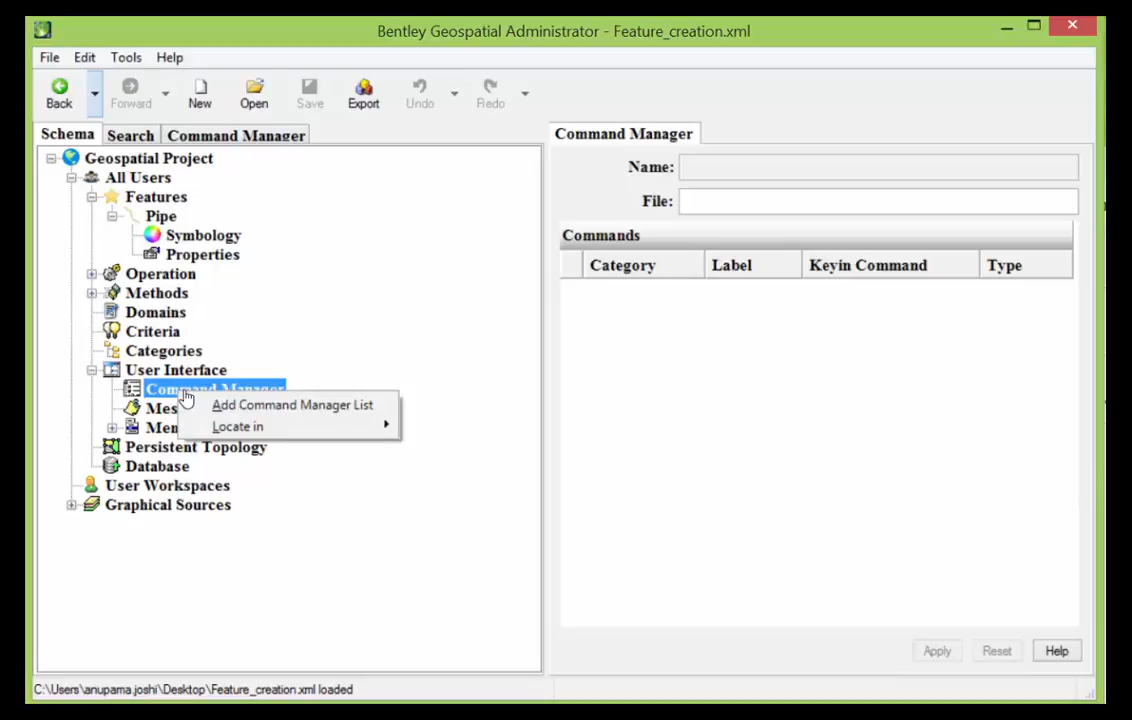 Bentley Geospatial Administrator - Feature_creation.xml
File Edit Tools Help
Back Forward New Open Save Export Undo Redo
Schema Search Command Manager
Geospatial Project
All Users
Features
Pipe
Symbology
Properties
Operation
Methods
Domains
Criteria
Categories
User Interface
Command Manager
Add Command Manager List
Locate in
Persistent Topology
Database
User Workspaces
Graphical Sources
Command Manager
Name:
File:
Commands
Category Label Keyin Command Type
Apply Reset Help
C:\Users\anupama.joshi\Desktop\Feature_creation.xml loaded